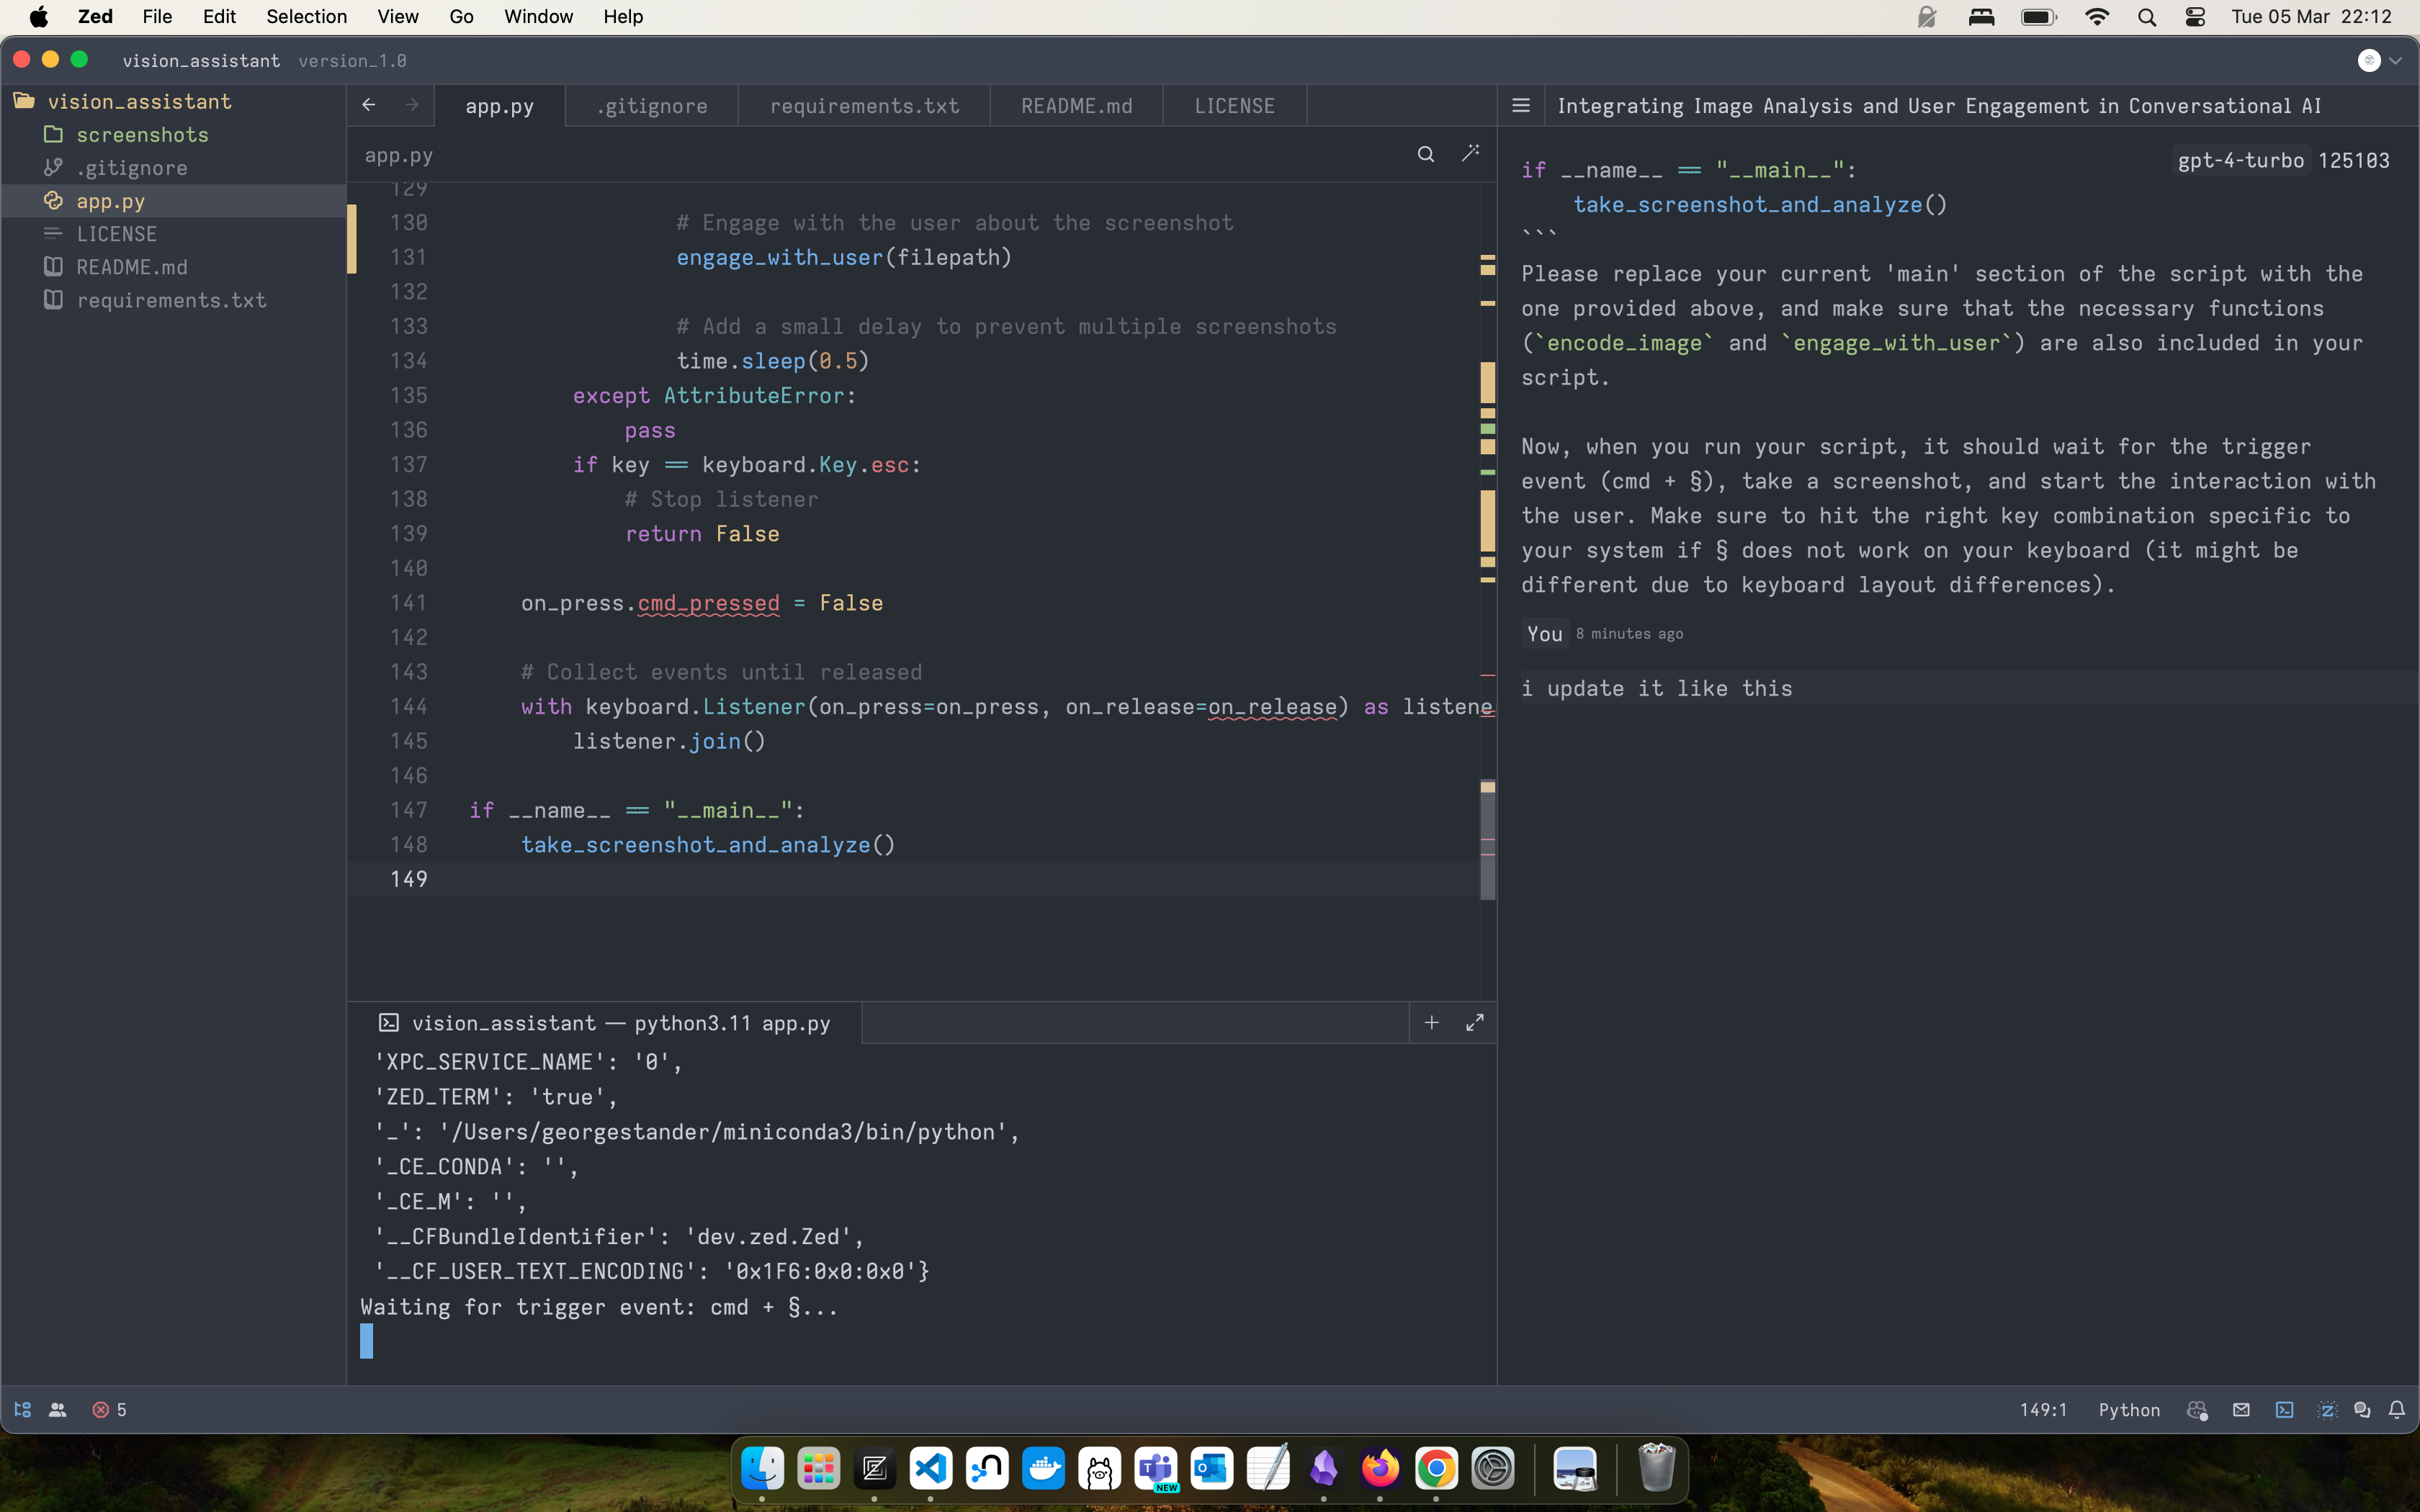 Zed File Edit Selection View Go Window Help Tue 05 Mar 22:12
vision_assistant version_1.0
vision_assistant
screenshots
.gitignore
app.py
LICENSE
README.md
requirements.txt
app.py .gitignore requirements.txt README.md LICENSE
app.py
129
130 # Engage with the user about the screenshot
131 engage_with_user(filepath)
132
133 # Add a small delay to prevent multiple screenshots
134 time.sleep(0.5)
135 except AttributeError:
136 pass
137 if key == keyboard.Key.esc:
138 # Stop listener
139 return False
140
141 on_press.cmd_pressed = False
142
143 # Collect events until released
144 with keyboard.Listener(on_press=on_press, on_release=on_release) as listene
145 listener.join()
146
147 if __name__ == "__main__":
148 take_screenshot_and_analyze()
149
vision_assistant — python3.11 app.py
'XPC_SERVICE_NAME': '0',
'ZED_TERM': 'true',
'_': '/Users/georgestander/miniconda3/bin/python',
'_CE_CONDA': '',
'_CE_M': '',
'__CFBundleIdentifier': 'dev.zed.Zed',
'__CF_USER_TEXT_ENCODING': '0x1F6:0x0:0x0'}
Waiting for trigger event: cmd + §...
Integrating Image Analysis and User Engagement in Conversational AI
gpt-4-turbo 125103
if __name__ == "__main__":
take_screenshot_and_analyze()
```
Please replace your current 'main' section of the script with the
one provided above, and make sure that the necessary functions
(`encode_image` and `engage_with_user`) are also included in your
script.
Now, when you run your script, it should wait for the trigger
event (cmd + §), take a screenshot, and start the interaction with
the user. Make sure to hit the right key combination specific to
your system if § does not work on your keyboard (it might be
different due to keyboard layout differences).
You 8 minutes ago
i update it like this
5
149:1 Python
NEW